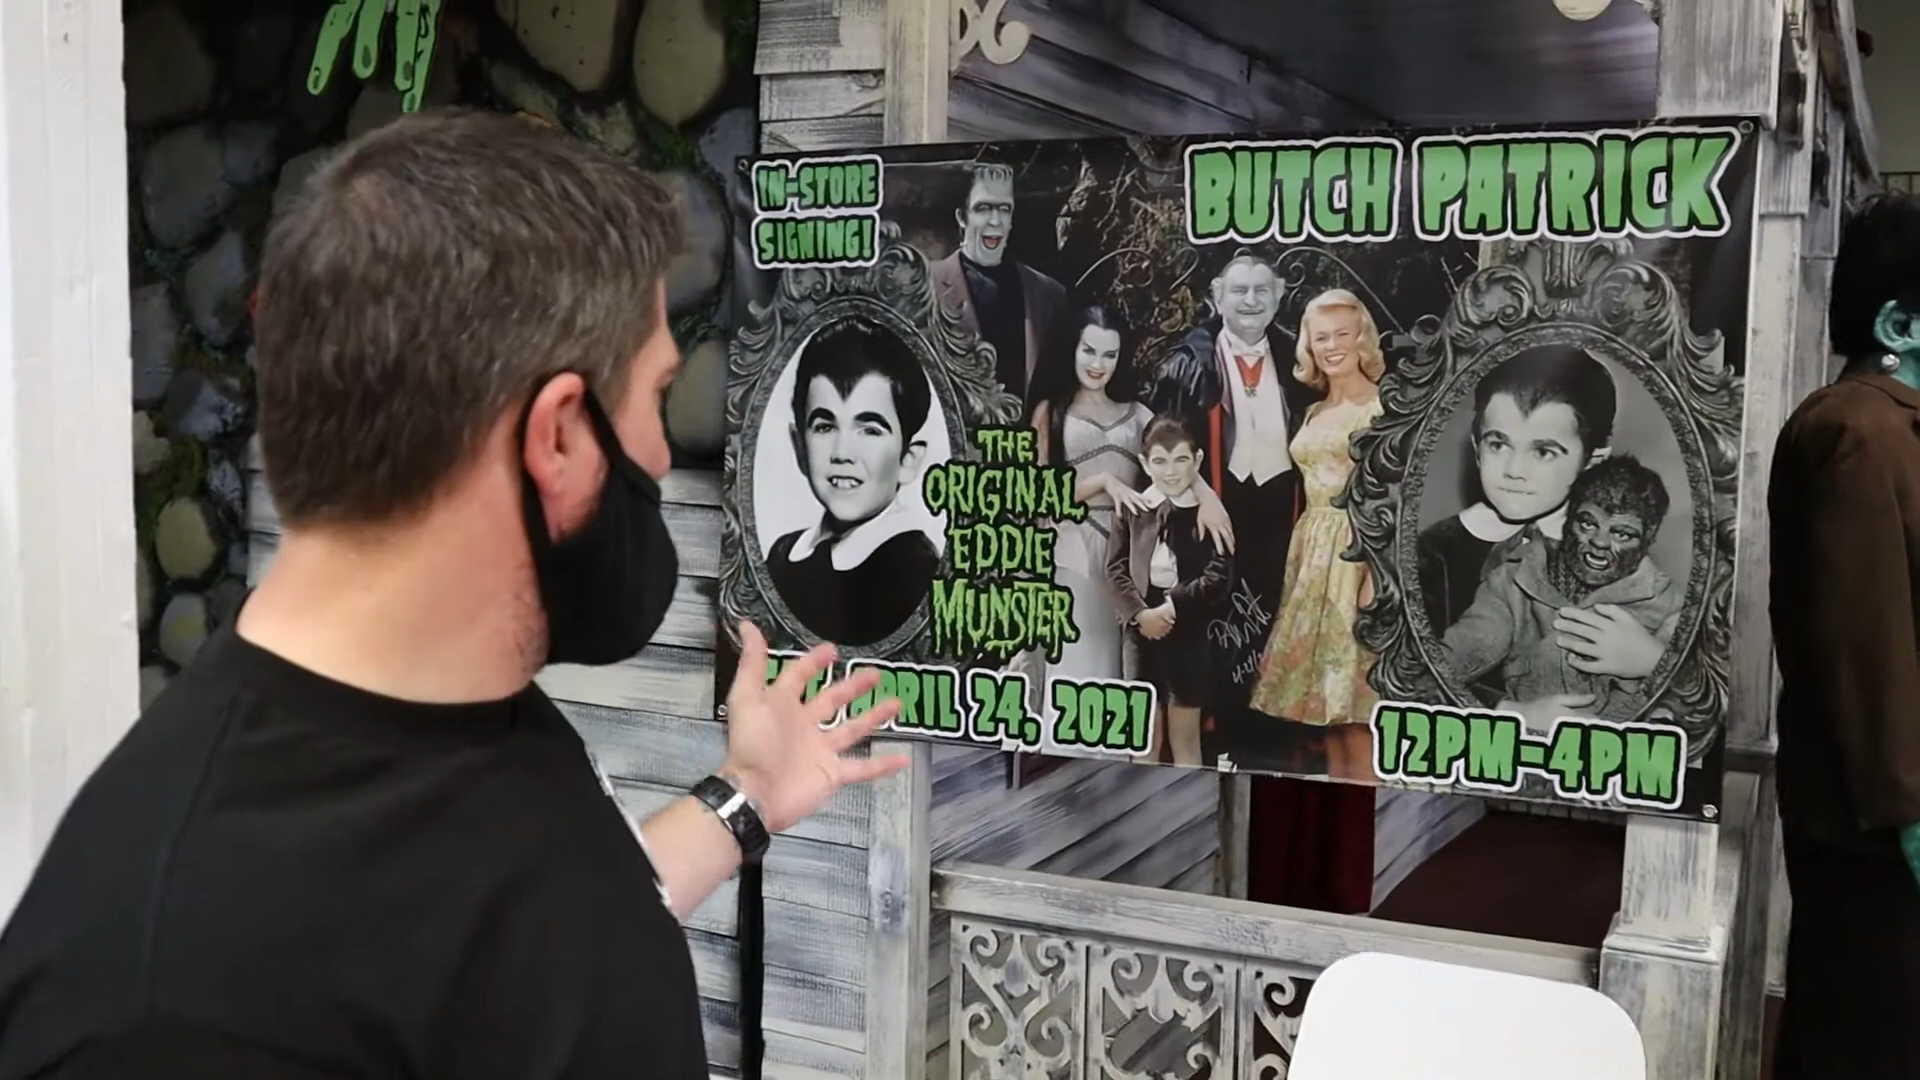 IN-STORE
SIGNING!
BUTCH PATRICK
THE
ORIGINAL
EDDIE
MUNSTER
APRIL 24, 2021
12PM-4PM